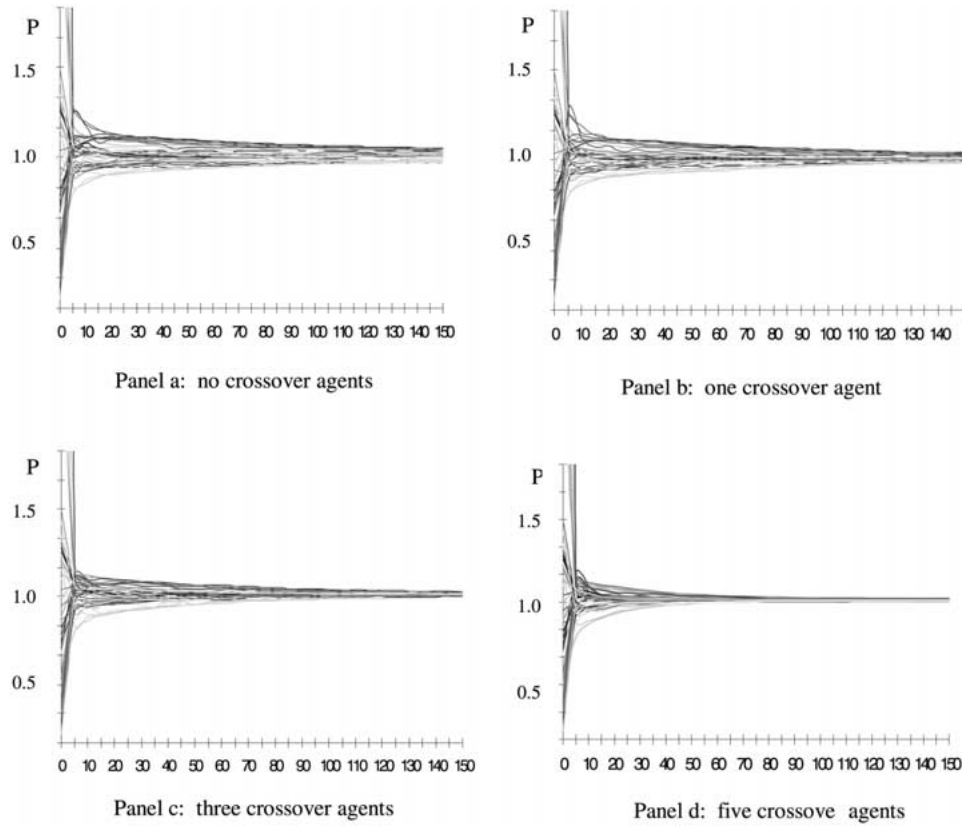 P
1.5
1.0
0.5
0 10 20 30 40 50 60 70 80 90 100 110 120 130 150
Panel a: no crossover agents
P
1.5
1.0
0.5
0 10 20 30 40 50 60 70 80 90 100 110 120 130 140
Panel b: one crossover agent
P
1.5
1.0
0.5
0 10 20 30 40 50 60 70 80 90 100 110 120 130 140 150
Panel c: three crossover agents
P
1.5
1.0
0.5
0 10 20 30 40 50 60 70 80 90 100 110 120 130 140 150
Panel d: five crossove agents